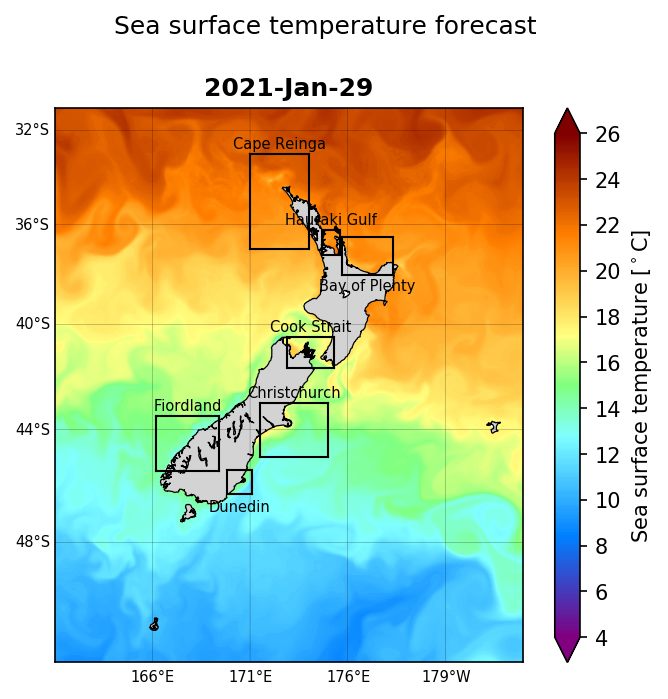 Sea surface temperature forecast
2021-Jan-29
32°S
36°S
40°S
44°S
48°S
Cape Reinga
Hauraki Gulf
Bay of Plenty
Cook Strait
Christchurch
Fiordland
Dunedin
166°E
171°E
176°E
179°W
26
24
22
20
18
16
14
12
10
8
6
4
Sea surface temperature [°C]